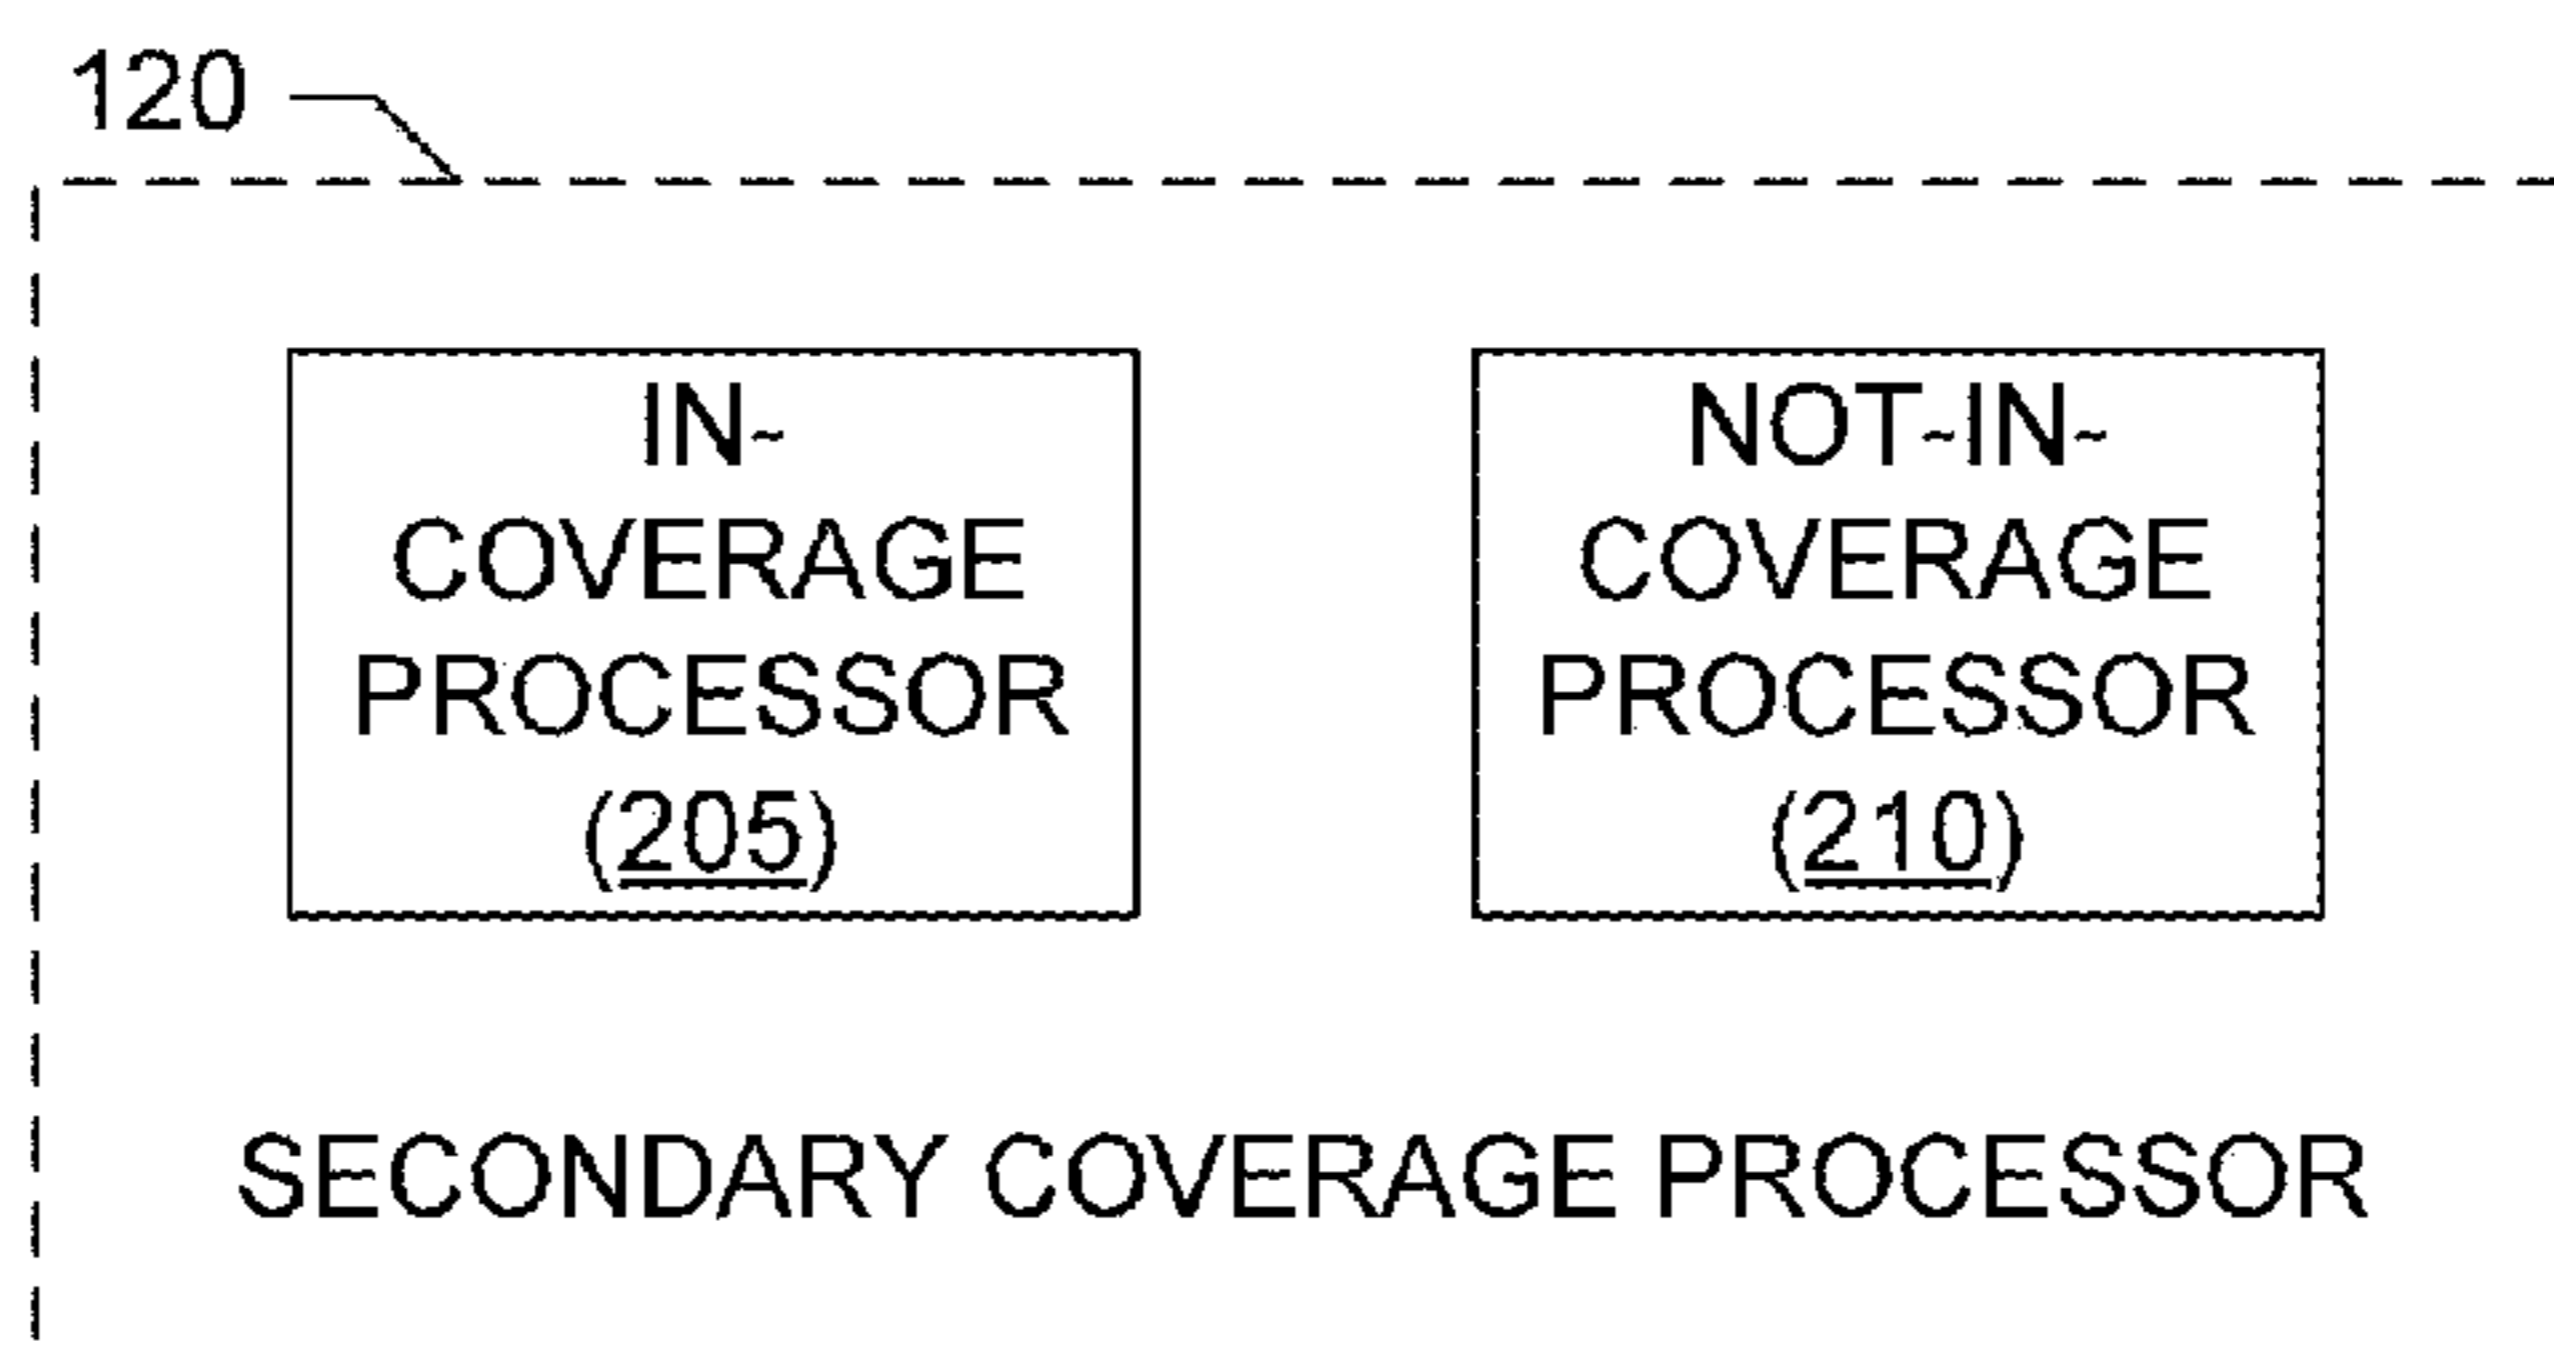 120
IN-
COVERAGE
PROCESSOR
(205)
NOT-IN-
COVERAGE
PROCESSOR
(210)
SECONDARY COVERAGE PROCESSOR